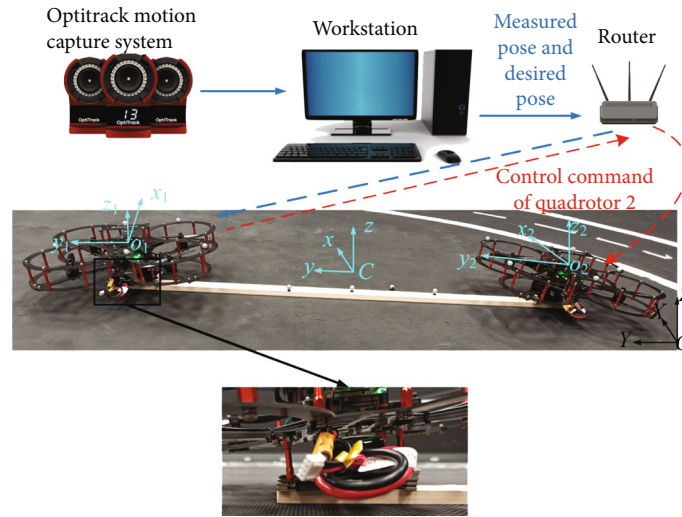 Optitrack motion
capture system
Workstation
Measured
pose and
desired
pose
Router
13
OptiTrack
OptiTrack
OptiTrack
Control command
of quadrotor 2
z1
x1
y1
o1
z
x
y
C
z2
x2
y2
o2
X
Y